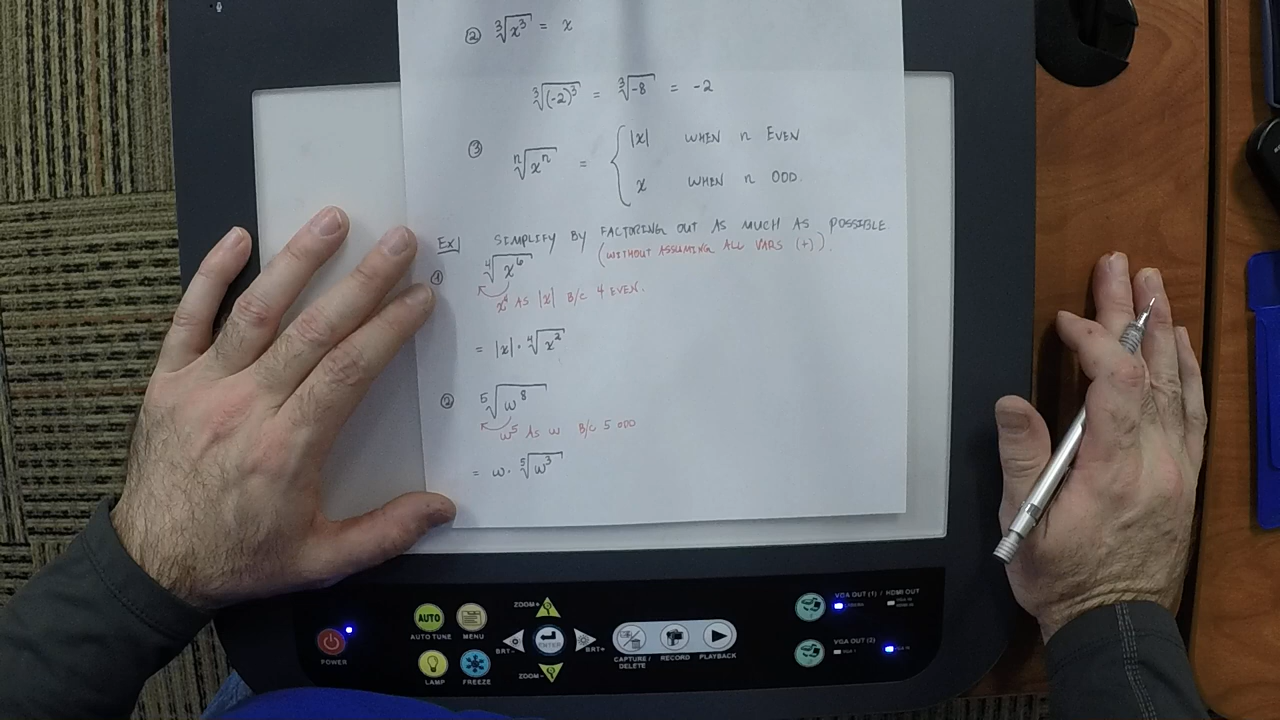 ② ∛x³ = x
∛(-2)³ = ∛-8 = -2
③ ⁿ√xⁿ = { |x| WHEN n EVEN
x WHEN n ODD.
Ex| SIMPLIFY BY FACTORING OUT AS MUCH AS POSSIBLE
(WITHOUT ASSUMING ALL VARS (+)).
① ⁴√x⁶
x⁴ AS |x| B/C 4 EVEN.
= |x| · ⁴√x²
② ⁵√w⁸
w⁵ AS w B/C 5 ODD
= w · ⁵√w³
POWER
AUTO
AUTO TUNE
MENU
LAMP
FREEZE
ZOOM+
BRT-
ENTER
BRT+
ZOOM-
CAPTURE / DELETE
RECORD
PLAYBACK
VGA OUT (1) / HDMI OUT
VGA OUT (2)